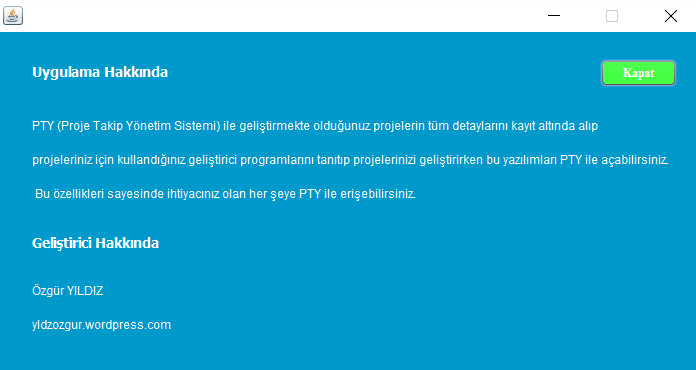 Uygulama Hakkında
Kapat
PTY (Proje Takip Yönetim Sistemi) ile geliştirmekte olduğunuz projelerin tüm detaylarını kayıt altında alıp
projeleriniz için kullandığınız geliştirici programlarını tanıtıp projelerinizi geliştirirken bu yazılımları PTY ile açabilirsiniz.
Bu özellikleri sayesinde ihtiyacınız olan her şeye PTY ile erişebilirsiniz.
Geliştirici Hakkında
Özgür YILDIZ
yldzozgur.wordpress.com